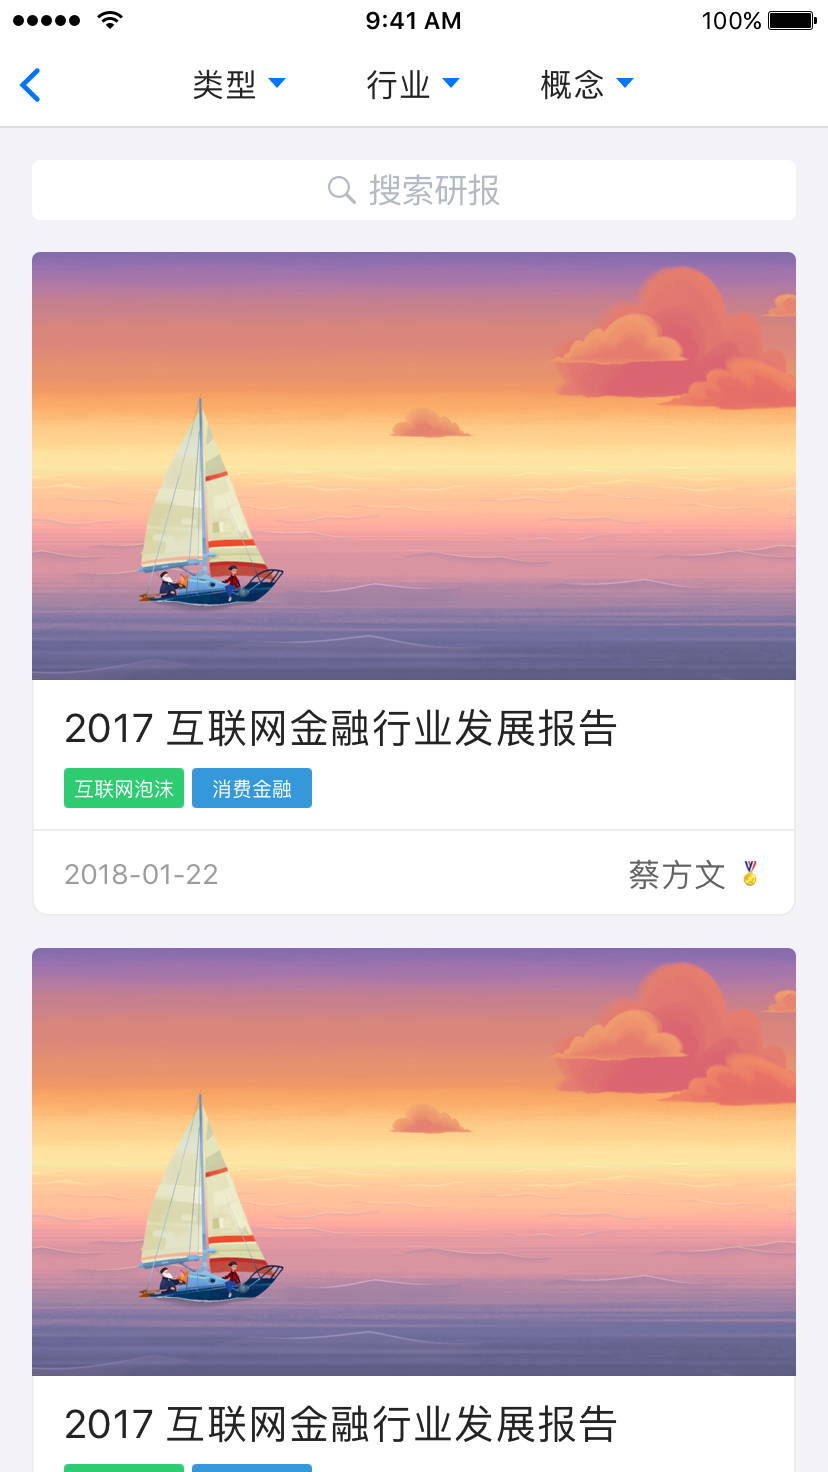 9:41 AM 100%
类型 行业 概念
搜索研报
2017 互联网金融行业发展报告
互联网泡沫 消费金融
2018-01-22 蔡方文
2017 互联网金融行业发展报告